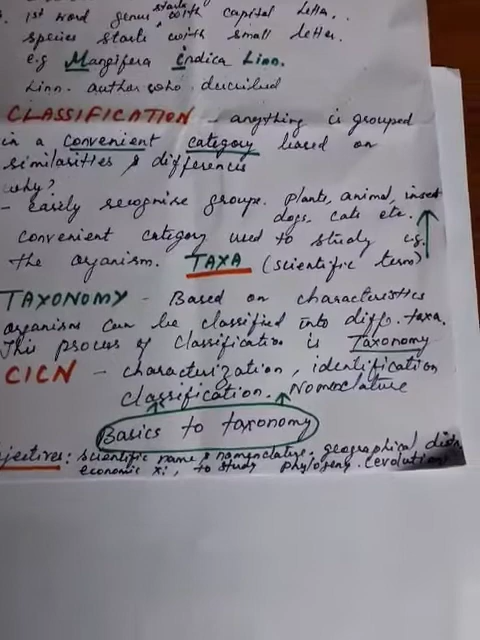 1st word genus starts with capital letter.
species starts with small letter.
e.g Mangifera indica Linn.
Linn. author who described
CLASSIFICATION - anything is grouped
in a convenient category based on
similarities & differences
why?
- easily recognise groups. plants, animal, insect
dogs, cats etc.
convenient category used to study e.g.
the organism. TAXA (scientific term)
TAXONOMY - Based on characteristics
organism can be classified into diff. taxa.
This process of classification is Taxonomy
CICN - characterization, identification
classification. Nomenclature
Basics to taxonomy
jectives: scientific name & nomenclature, geographical distr
economic xi, to study phylogeny. (evolution)